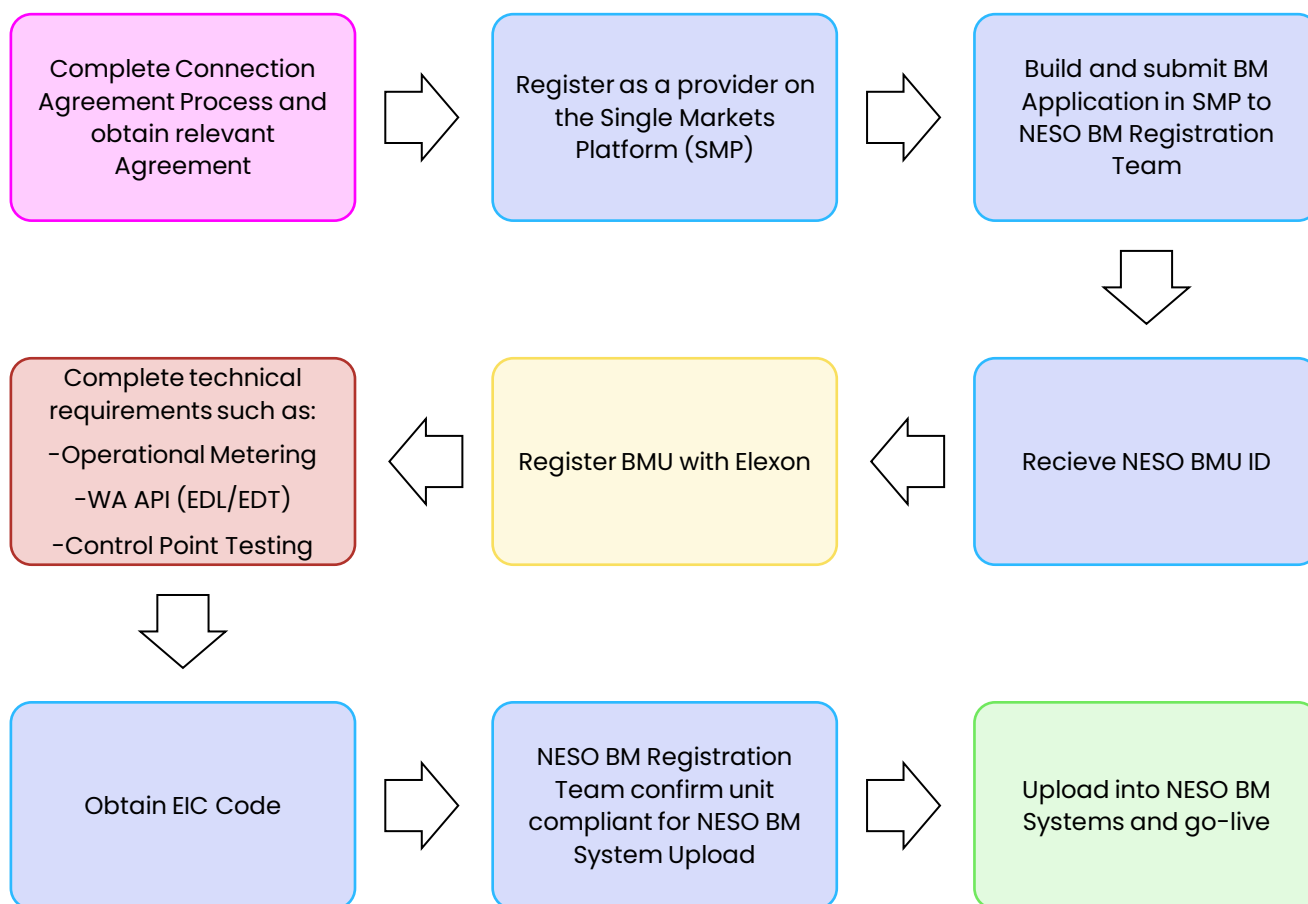 Complete Connection
Agreement Process and
obtain relevant
Agreement
Register as a provider on
the Single Markets
Platform (SMP)
Build and submit BM
Application in SMP to
NESO BM Registration
Team
Complete technical
requirements such as:
-Operational Metering
-WA API (EDL/EDT)
-Control Point Testing
Register BMU with Elexon
Recieve NESO BMU ID
Obtain EIC Code
NESO BM Registration
Team confirm unit
compliant for NESO BM
System Upload
Upload into NESO BM
Systems and go-live